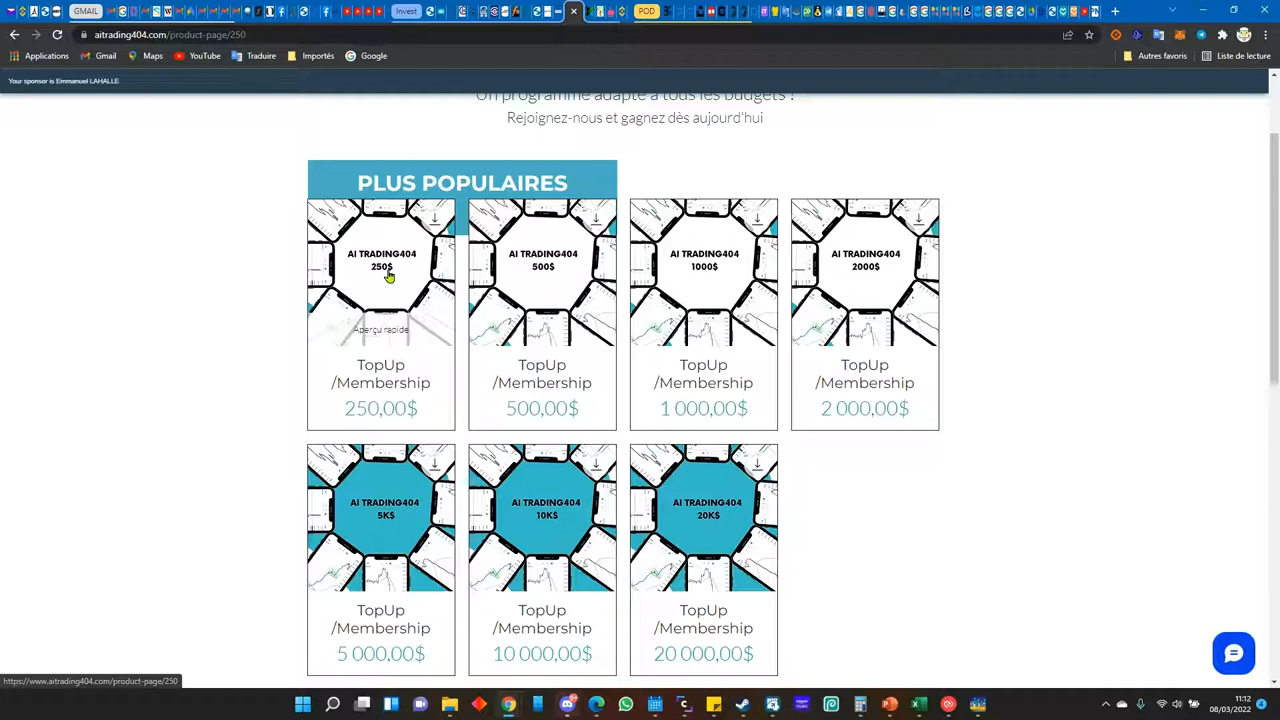 GMAIL
Invest
POD
aitrading404.com/product-page/250
Applications Gmail Maps YouTube Traduire Importés Google Autres favoris Liste de lecture
Your sponsor is Emmanuel LAHALLE
Un programme adapté à tous les budgets !
Rejoignez-nous et gagnez dès aujourd'hui
PLUS POPULAIRES
AI TRADING404
250$
Aperçu rapide
TopUp
/Membership
250,00$
AI TRADING404
500$
TopUp
/Membership
500,00$
AI TRADING404
1000$
TopUp
/Membership
1 000,00$
AI TRADING404
2000$
TopUp
/Membership
2 000,00$
AI TRADING404
5K$
TopUp
/Membership
5 000,00$
AI TRADING404
10K$
TopUp
/Membership
10 000,00$
AI TRADING404
20K$
TopUp
/Membership
20 000,00$
https://www.aitrading404.com/product-page/250
11:12
08/03/2022